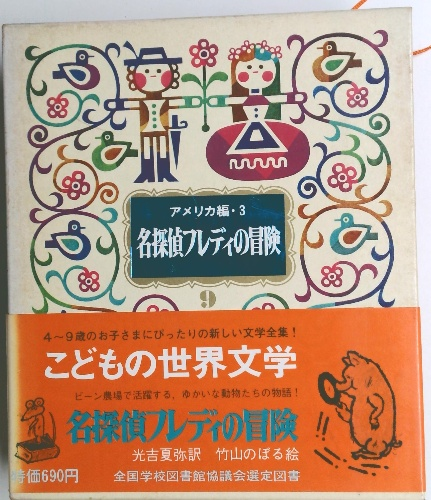 アメリカ編・3
名探偵フレディの冒険
9
4〜9歳のお子さまにぴったりの新しい文学全集!
こどもの世界文学
ビーン農場で活躍する,ゆかいな動物たちの物語!
名探偵フレディの冒険
光吉夏弥訳 竹山のぼる絵
特価690円 全国学校図書館協議会選定図書